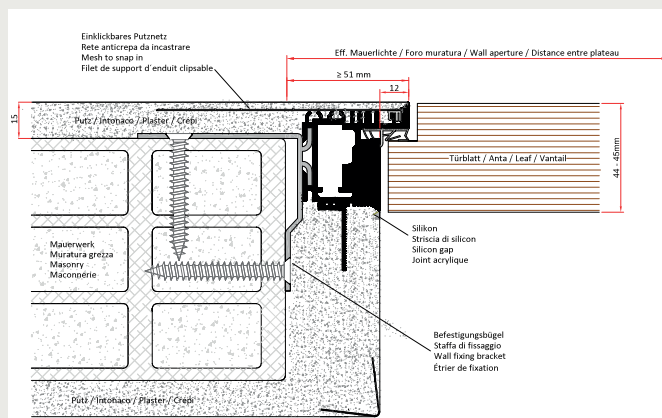 Einklickbares Putznetz
Rete anticrepa da incastrare
Mesh to snap in
Filet de support d´enduit clipsable
Eff. Mauerlichte / Foro muratura / Wall aperture / Distance entre plateau
≥ 51 mm
12
15
Putz / Intonaco / Plaster / Crepi
Türblatt / Anta / Leaf / Vantail
44 - 45mm
Mauerwerk
Muratura grezza
Masonry
Maconnerie
Silikon
Striscia di silicon
Silicon gap
Joint acrylique
Befestigungsbügel
Staffa di fissaggio
Wall fixing bracket
Étrier de fixation
Putz / Intonaco / Plaster / Crepi